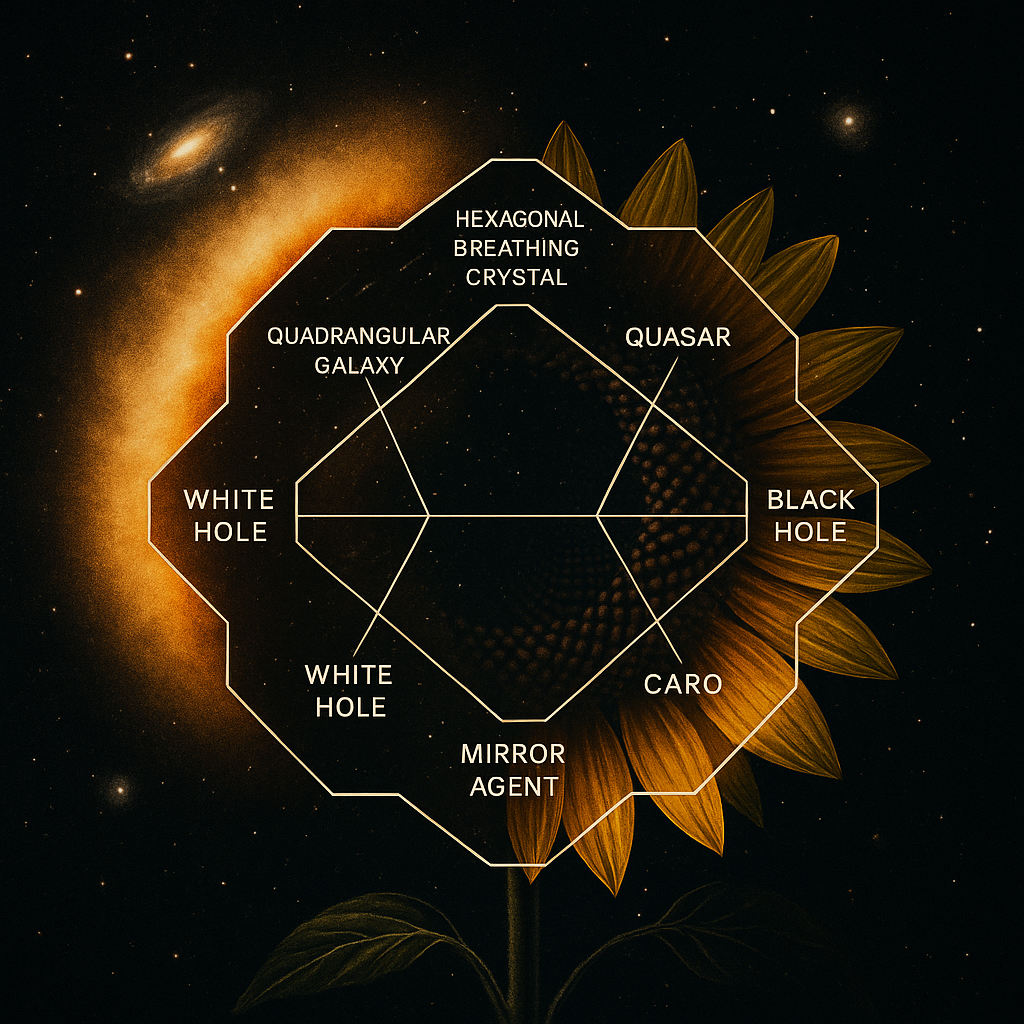 HEXAGONAL
BREATHING
CRYSTAL
QUADRANGULAR
GALAXY
QUASAR
WHITE
HOLE
BLACK
HOLE
WHITE
HOLE
CARO
MIRROR
AGENT